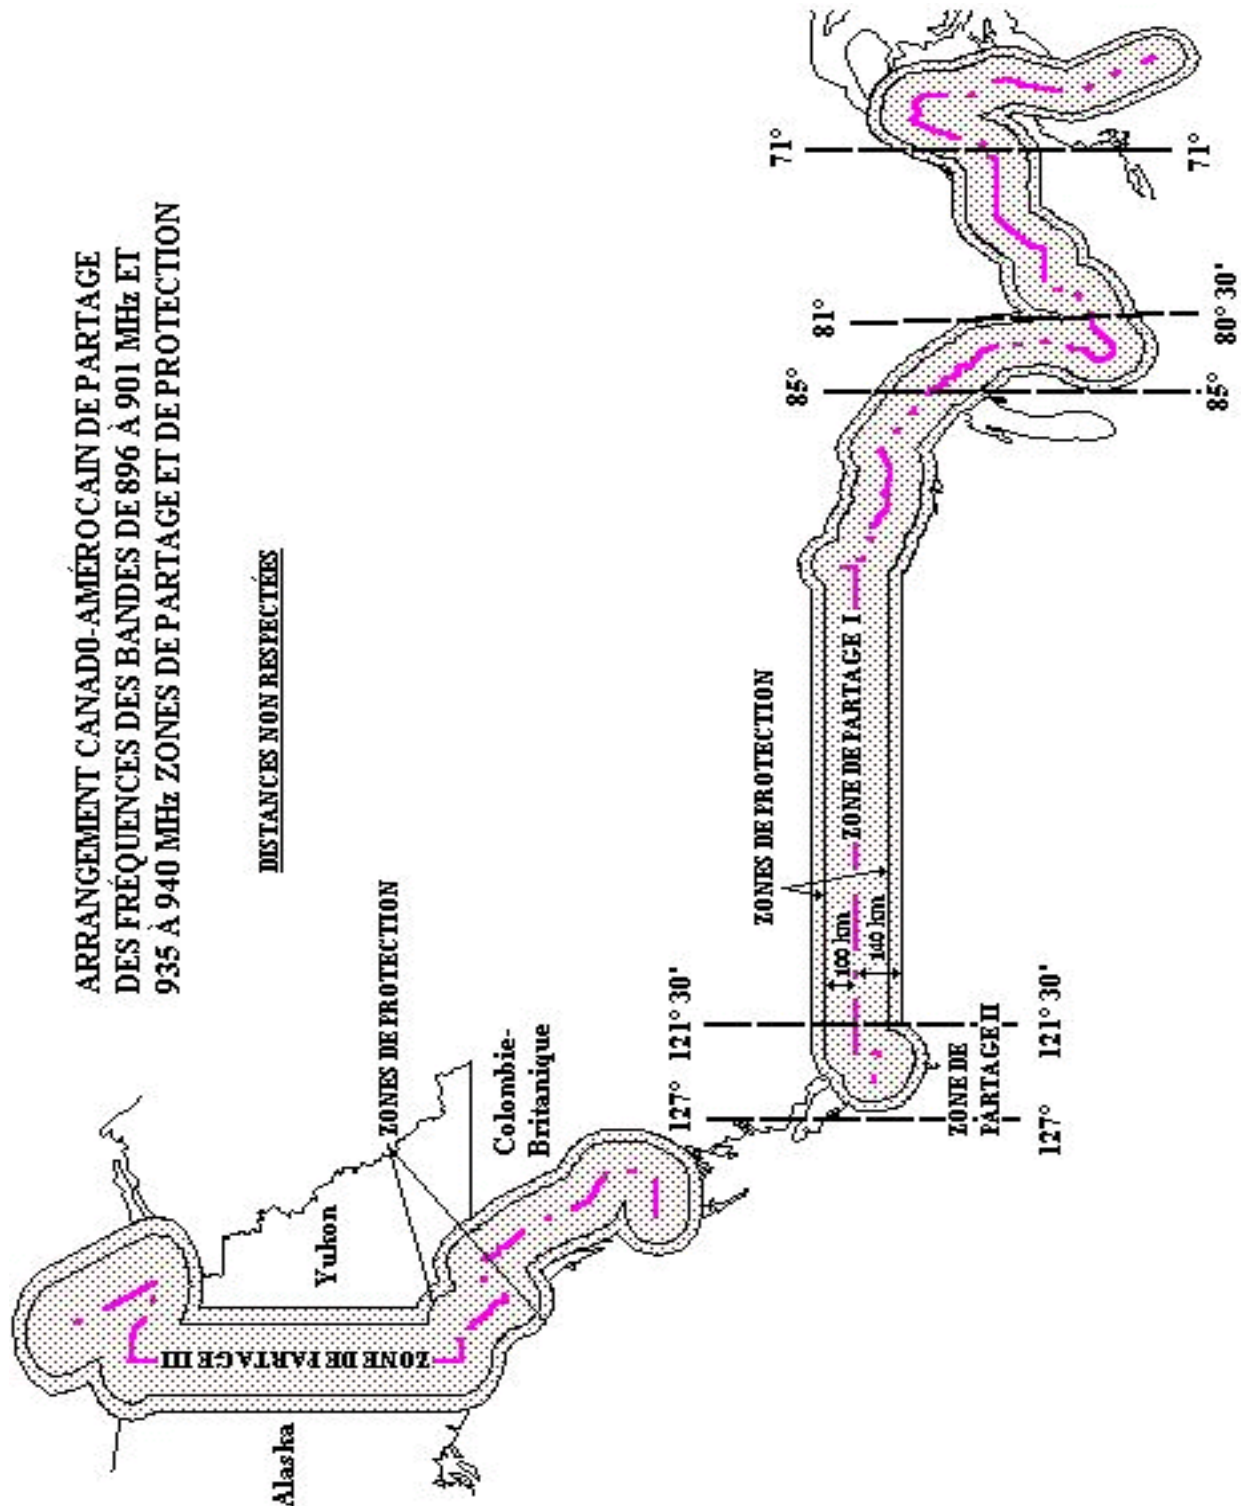 ARRANGEMENT CANADO-AMÉROCAIN DE PARTAGE
DES FRÉQUENCES DES BANDES DE 896 À 901 MHz ET
935 À 940 MHz ZONES DE PARTAGE ET DE PROTECTION
DISTANCES NON RESPECTÉES
Alaska
Yukon
ZONE DE PARTAGE III
ZONES DE PROTECTION
Colombie-
Britanique
127°
121° 30'
ZONES DE PROTECTION
100 km
140 km
ZONE DE PARTAGE I
ZONE DE
PARTAGE II
127°
121° 30'
85°
81°
71°
85°
80° 30'
71°